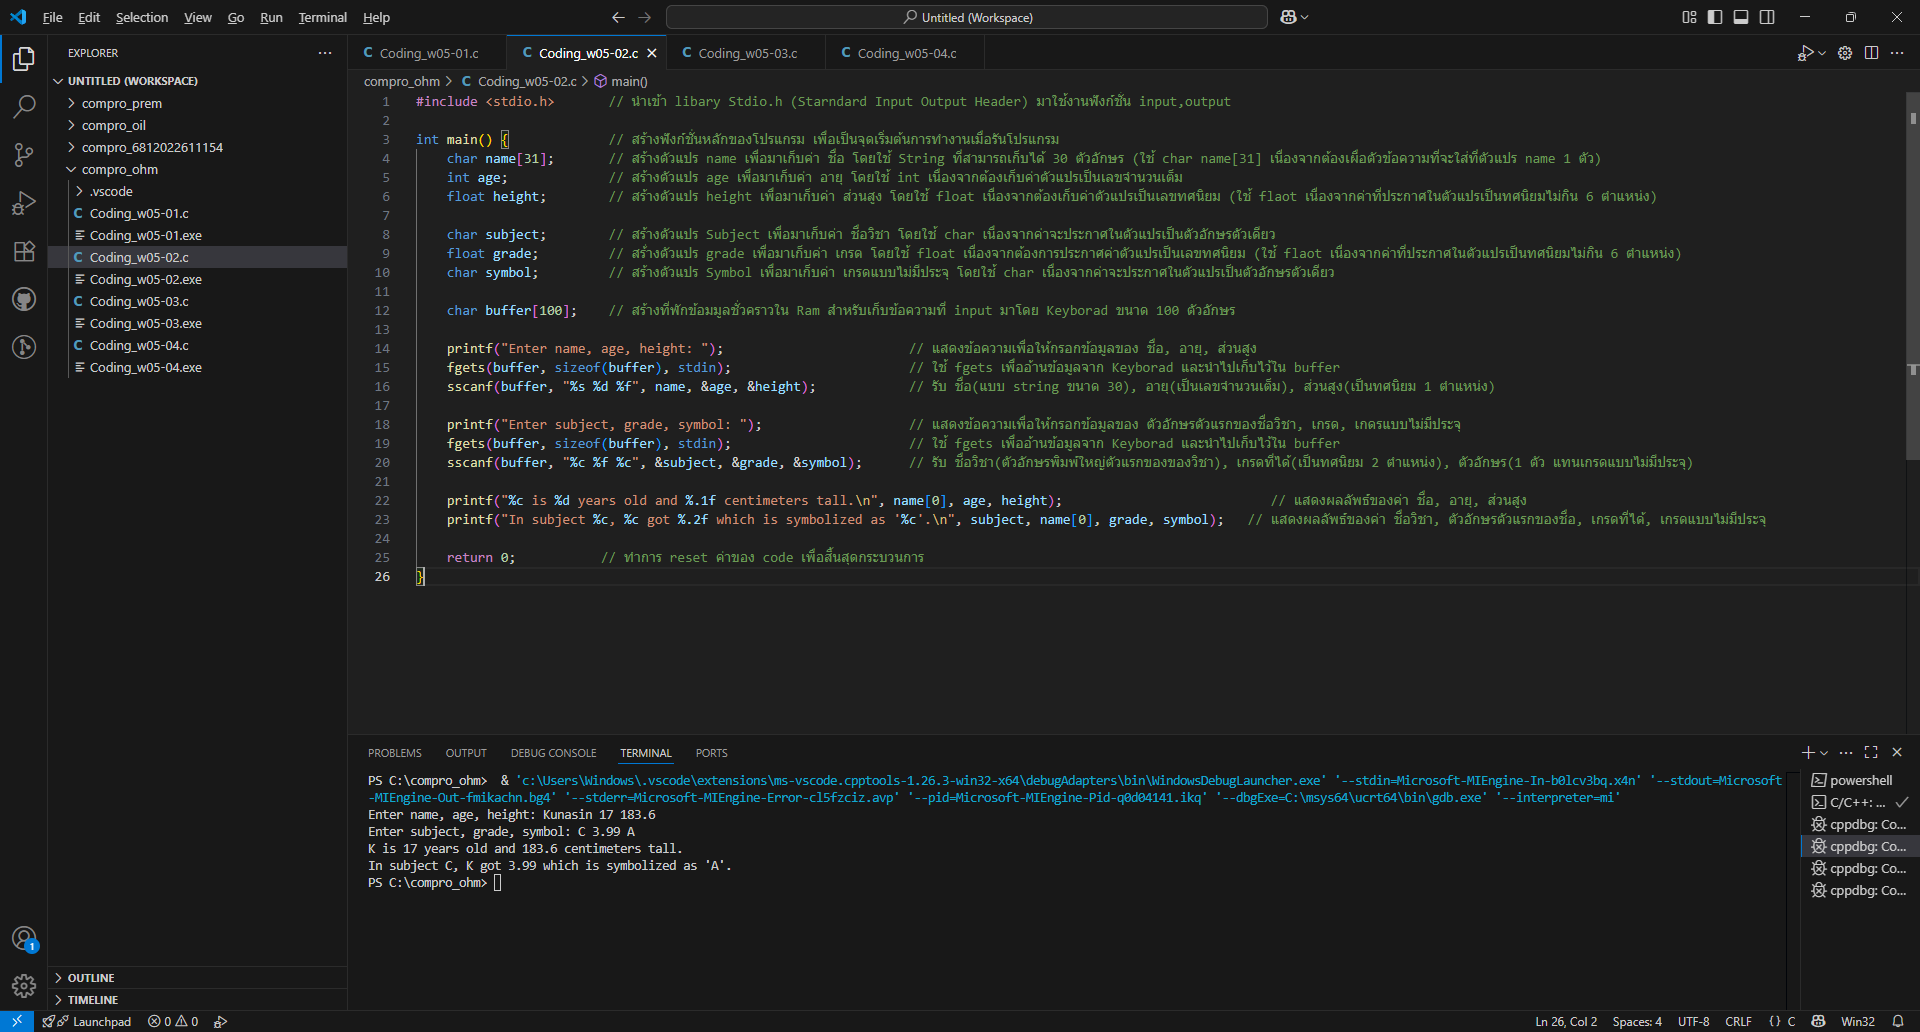 File Edit Selection View Go Run Terminal Help
Untitled (Workspace)
EXPLORER
UNTITLED (WORKSPACE)
compro_prem
compro_oil
compro_6812022611154
compro_ohm
.vscode
Coding_w05-01.c
Coding_w05-01.exe
Coding_w05-02.c
Coding_w05-02.exe
Coding_w05-03.c
Coding_w05-03.exe
Coding_w05-04.c
Coding_w05-04.exe
OUTLINE
TIMELINE
Coding_w05-01.c Coding_w05-02.c Coding_w05-03.c Coding_w05-04.c
compro_ohm > Coding_w05-02.c > main()
1 #include <stdio.h> // นำเข้า libary Stdio.h (Starndard Input Output Header) มาใช้งานฟังก์ชั่น input,output
2
3 int main() { // สร้างฟังก์ชั่นหลักของโปรแกรม เพื่อเป็นจุดเริ่มต้นการทำงานเมื่อรันโปรแกรม
4 char name[31]; // สร้างตัวแปร name เพื่อมาเก็บค่า ชื่อ โดยใช้ String ที่สามารถเก็บได้ 30 ตัวอักษร (ใช้ char name[31] เนื่องจากต้องเผื่อตัวข้อความที่จะใส่ที่ตัวแปร name 1 ตัว)
5 int age; // สร้างตัวแปร age เพื่อมาเก็บค่า อายุ โดยใช้ int เนื่องจากต้องเก็บค่าตัวแปรเป็นเลขจำนวนเต็ม
6 float height; // สร้างตัวแปร height เพื่อมาเก็บค่า ส่วนสูง โดยใช้ float เนื่องจากต้องเก็บค่าตัวแปรเป็นเลขทศนิยม (ใช้ flaot เนื่องจากค่าที่ประกาศในตัวแปรเป็นทศนิยมไม่กิน 6 ตำแหน่ง)
7
8 char subject; // สร้างตัวแปร Subject เพื่อมาเก็บค่า ชื่อวิชา โดยใช้ char เนื่องจากค่าจะประกาศในตัวแปรเป็นตัวอักษรตัวเดียว
9 float grade; // สร้างตัวแปร grade เพื่อมาเก็บค่า เกรด โดยใช้ float เนื่องจากต้องการประกาศค่าตัวแปรเป็นเลขทศนิยม (ใช้ flaot เนื่องจากค่าที่ประกาศในตัวแปรเป็นทศนิยมไม่กิน 6 ตำแหน่ง)
10 char symbol; // สร้างตัวแปร Symbol เพื่อมาเก็บค่า เกรดแบบไม่มีประจุ โดยใช้ char เนื่องจากค่าจะประกาศในตัวแปรเป็นตัวอักษรตัวเดียว
11
12 char buffer[100]; // สร้างที่พักข้อมมูลชั่วคราวใน Ram สำหรับเก็บข้อความที่ input มาโดย Keyborad ขนาด 100 ตัวอักษร
13
14 printf("Enter name, age, height: "); // แสดงข้อความเพื่อให้กรอกข้อมูลของ ชื่อ, อายุ, ส่วนสูง
15 fgets(buffer, sizeof(buffer), stdin); // ใช้ fgets เพื่ออ้านข้อมูลจาก Keyborad และนำไปเก็บไว้ใน buffer
16 sscanf(buffer, "%s %d %f", name, &age, &height); // รับ ชื่อ(แบบ string ขนาด 30), อายุ(เป็นเลขจำนวนเต็ม), ส่วนสูง(เป็นทศนิยม 1 ตำแหน่ง)
17
18 printf("Enter subject, grade, symbol: "); // แสดงข้อความเพื่อให้กรอกข้อมูลของ ตัวอักษรตัวแรกของชื่อวิชา, เกรด, เกดรแบบไม่มีประจุ
19 fgets(buffer, sizeof(buffer), stdin); // ใช้ fgets เพื่ออ้านข้อมูลจาก Keyborad และนำไปเก็บไว้ใน buffer
20 sscanf(buffer, "%c %f %c", &subject, &grade, &symbol); // รับ ชื่อวิชา(ตัวอักษรพิมพ์ใหญ่ตัวแรกของของวิชา), เกรดที่ได้(เป็นทศนิยม 2 ตำแหน่ง), ตัวอักษร(1 ตัว แทนเกรดแบบไม่มีประจุ)
21
22 printf("%c is %d years old and %.1f centimeters tall.\n", name[0], age, height); // แสดงผลลัพธ์ของค่า ชื่อ, อายุ, ส่วนสูง
23 printf("In subject %c, %c got %.2f which is symbolized as '%c'.\n", subject, name[0], grade, symbol); // แสดงผลลัพธ์ของค่า ชื่อวิชา, ตัวอักษรตัวแรกของชื่อ, เกรดที่ได้, เกรดแบบไม่มีประจุ
24
25 return 0; // ทำการ reset ค่าของ code เพื่อสิ้นสุดกระบวนการ
26 }
PROBLEMS OUTPUT DEBUG CONSOLE TERMINAL PORTS
PS C:\compro_ohm> & 'c:\Users\Windows\.vscode\extensions\ms-vscode.cpptools-1.26.3-win32-x64\debugAdapters\bin\WindowsDebugLauncher.exe' '--stdin=Microsoft-MIEngine-In-b0lcv3bq.x4n' '--stdout=Microsoft
-MIEngine-Out-fmikachn.bg4' '--stderr=Microsoft-MIEngine-Error-cl5fzciz.avp' '--pid=Microsoft-MIEngine-Pid-q0d04141.ikq' '--dbgExe=C:\msys64\ucrt64\bin\gdb.exe' '--interpreter=mi'
Enter name, age, height: Kunasin 17 183.6
Enter subject, grade, symbol: C 3.99 A
K is 17 years old and 183.6 centimeters tall.
In subject C, K got 3.99 which is symbolized as 'A'.
PS C:\compro_ohm>
powershell
C/C++: ...
cppdbg: Co...
cppdbg: Co...
cppdbg: Co...
cppdbg: Co...
1
Launchpad 0 0 Ln 26, Col 2 Spaces: 4 UTF-8 CRLF {} C Win32